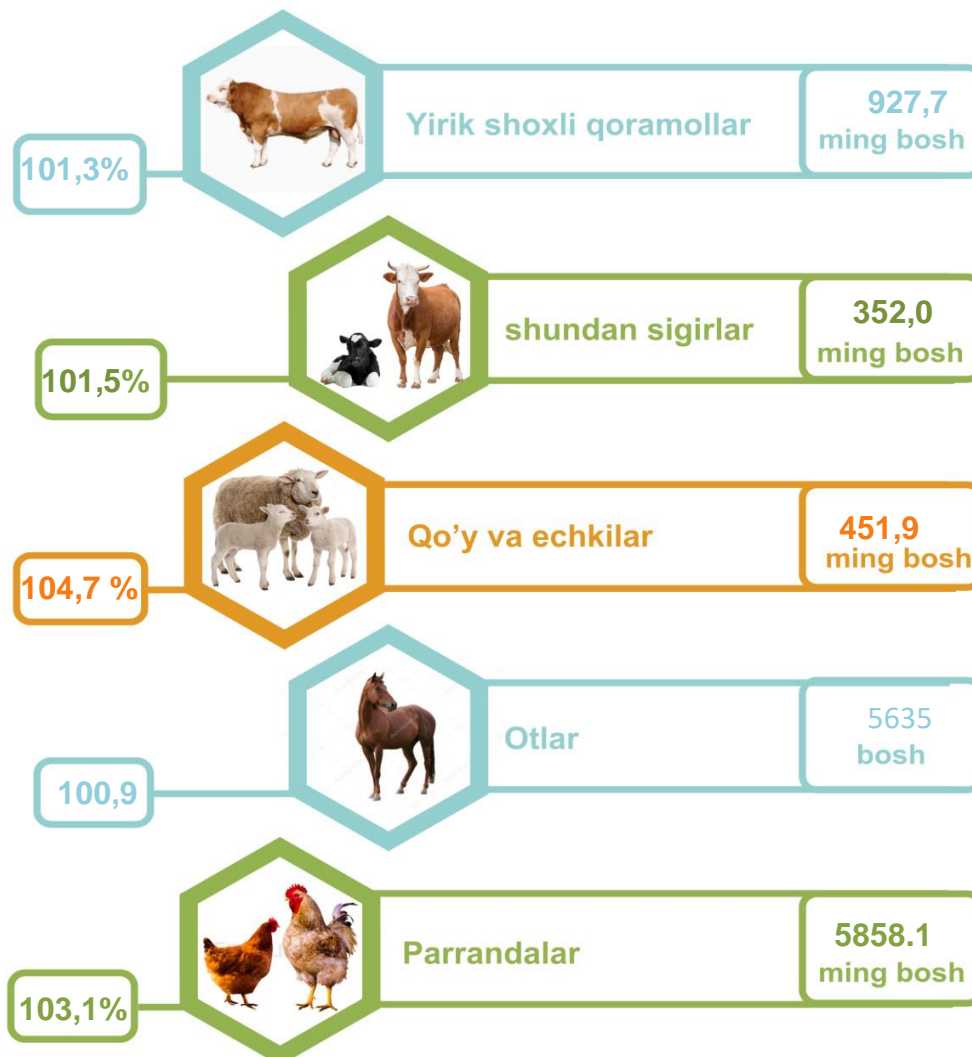 Yirik shoxli qoramollar
927,7
ming bosh
101,3%
shundan sigirlar
352,0
ming bosh
101,5%
Qo’y va echkilar
451,9
ming bosh
104,7 %
Otlar
5635
bosh
100,9
Parrandalar
5858.1
ming bosh
103,1%